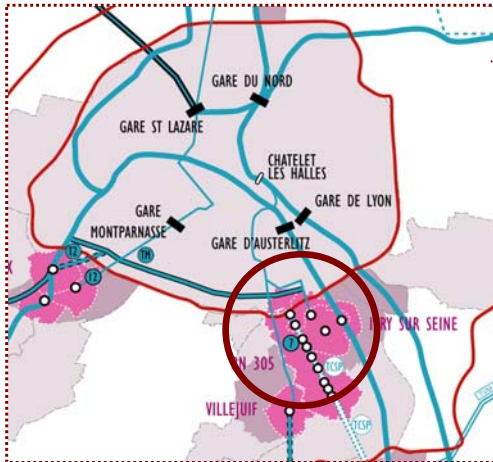 GARE DU NORD
GARE ST LAZARE
CHATELET
LES HALLES
GARE
MONTPARNASSE
GARE DE LYON
GARE D'AUSTERLITZ
T2
TM
T2
X
IVRY SUR SEINE
7
N 305
TCSP
VILLEJUIF
TCSP